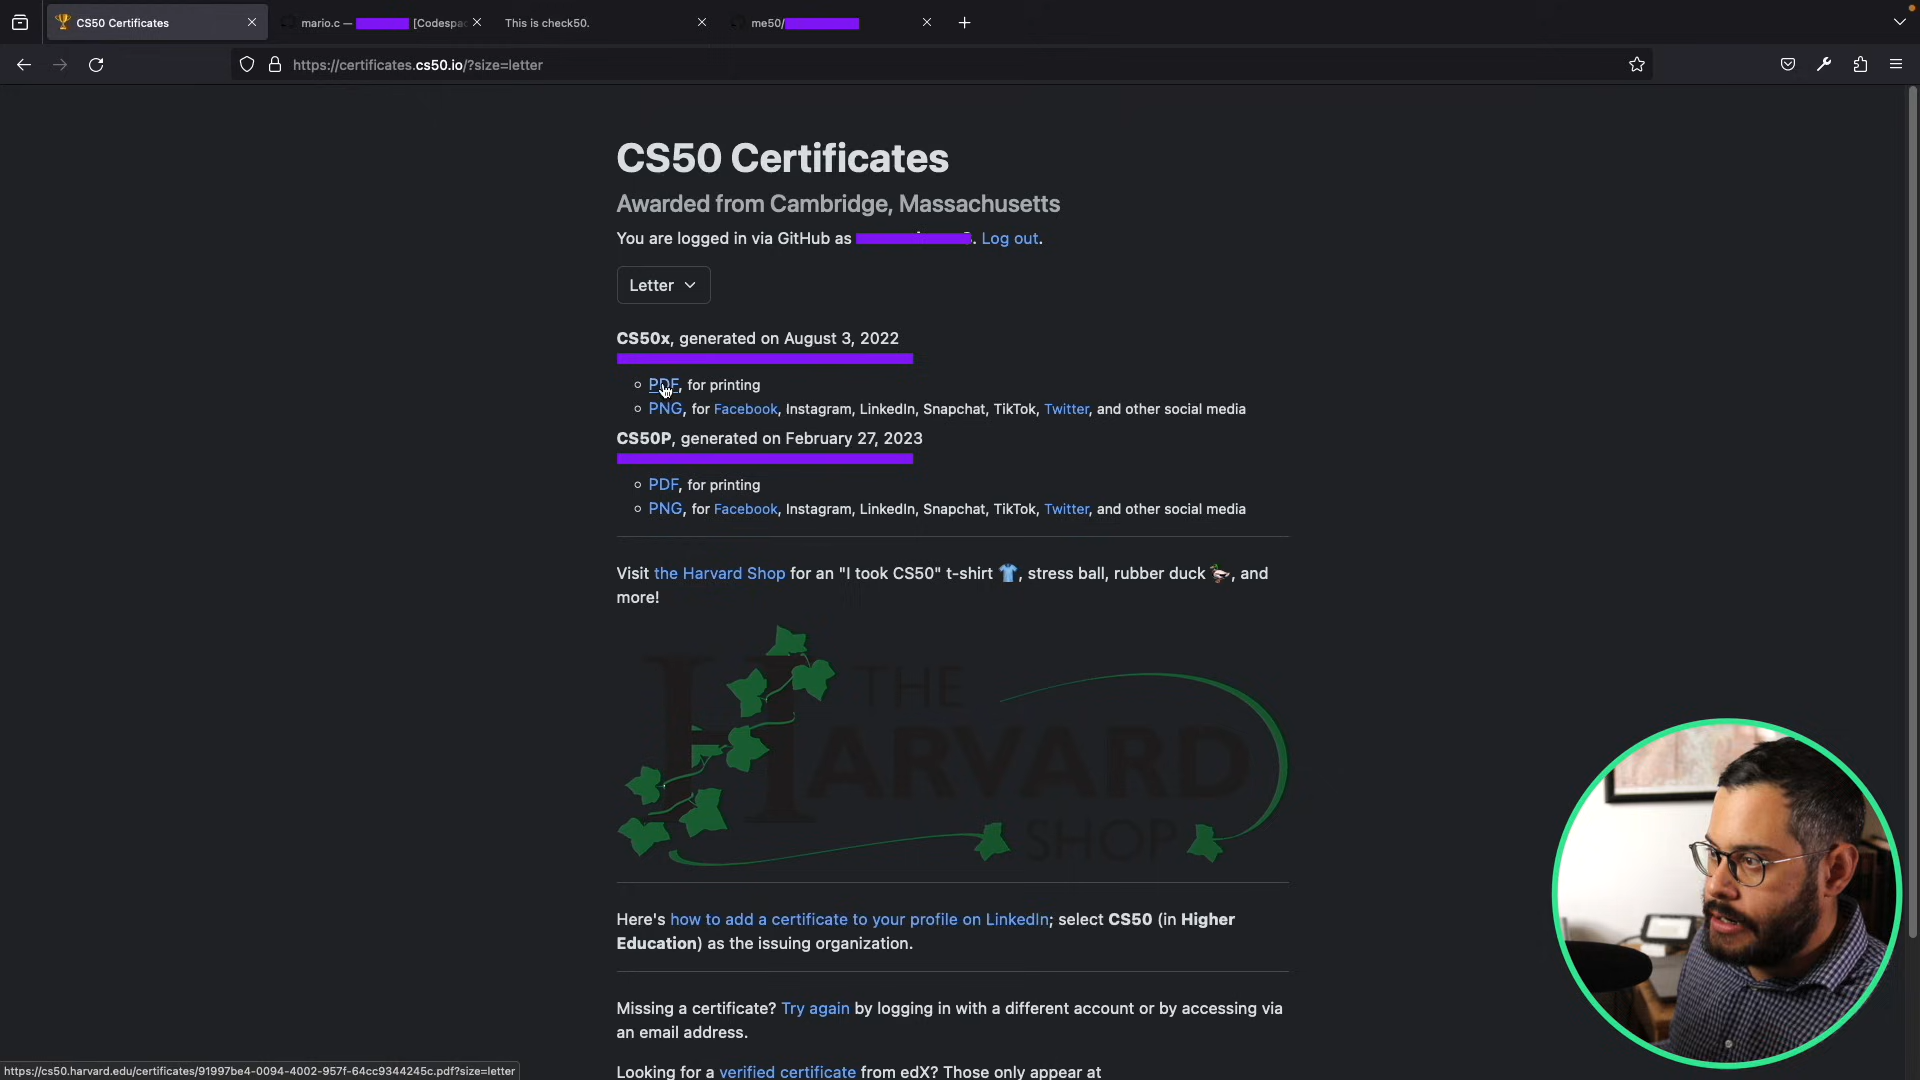 CS50 Certificates
mario.c — [Codespac
This is check50.
me50/
https://certificates.cs50.io/?size=letter
CS50 Certificates
Awarded from Cambridge, Massachusetts
You are logged in via GitHub as . Log out.
Letter
CS50x, generated on August 3, 2022
PDF, for printing
PNG, for Facebook, Instagram, LinkedIn, Snapchat, TikTok, Twitter, and other social media
CS50P, generated on February 27, 2023
PDF, for printing
PNG, for Facebook, Instagram, LinkedIn, Snapchat, TikTok, Twitter, and other social media
Visit the Harvard Shop for an "I took CS50" t-shirt 👕, stress ball, rubber duck 🦆, and
more!
THE
HARVARD
SHOP
Here's how to add a certificate to your profile on LinkedIn; select CS50 (in Higher
Education) as the issuing organization.
Missing a certificate? Try again by logging in with a different account or by accessing via
an email address.
Looking for a verified certificate from edX? Those only appear at
https://cs50.harvard.edu/certificates/91997be4-0094-4002-957f-64cc9344245c.pdf?size=letter